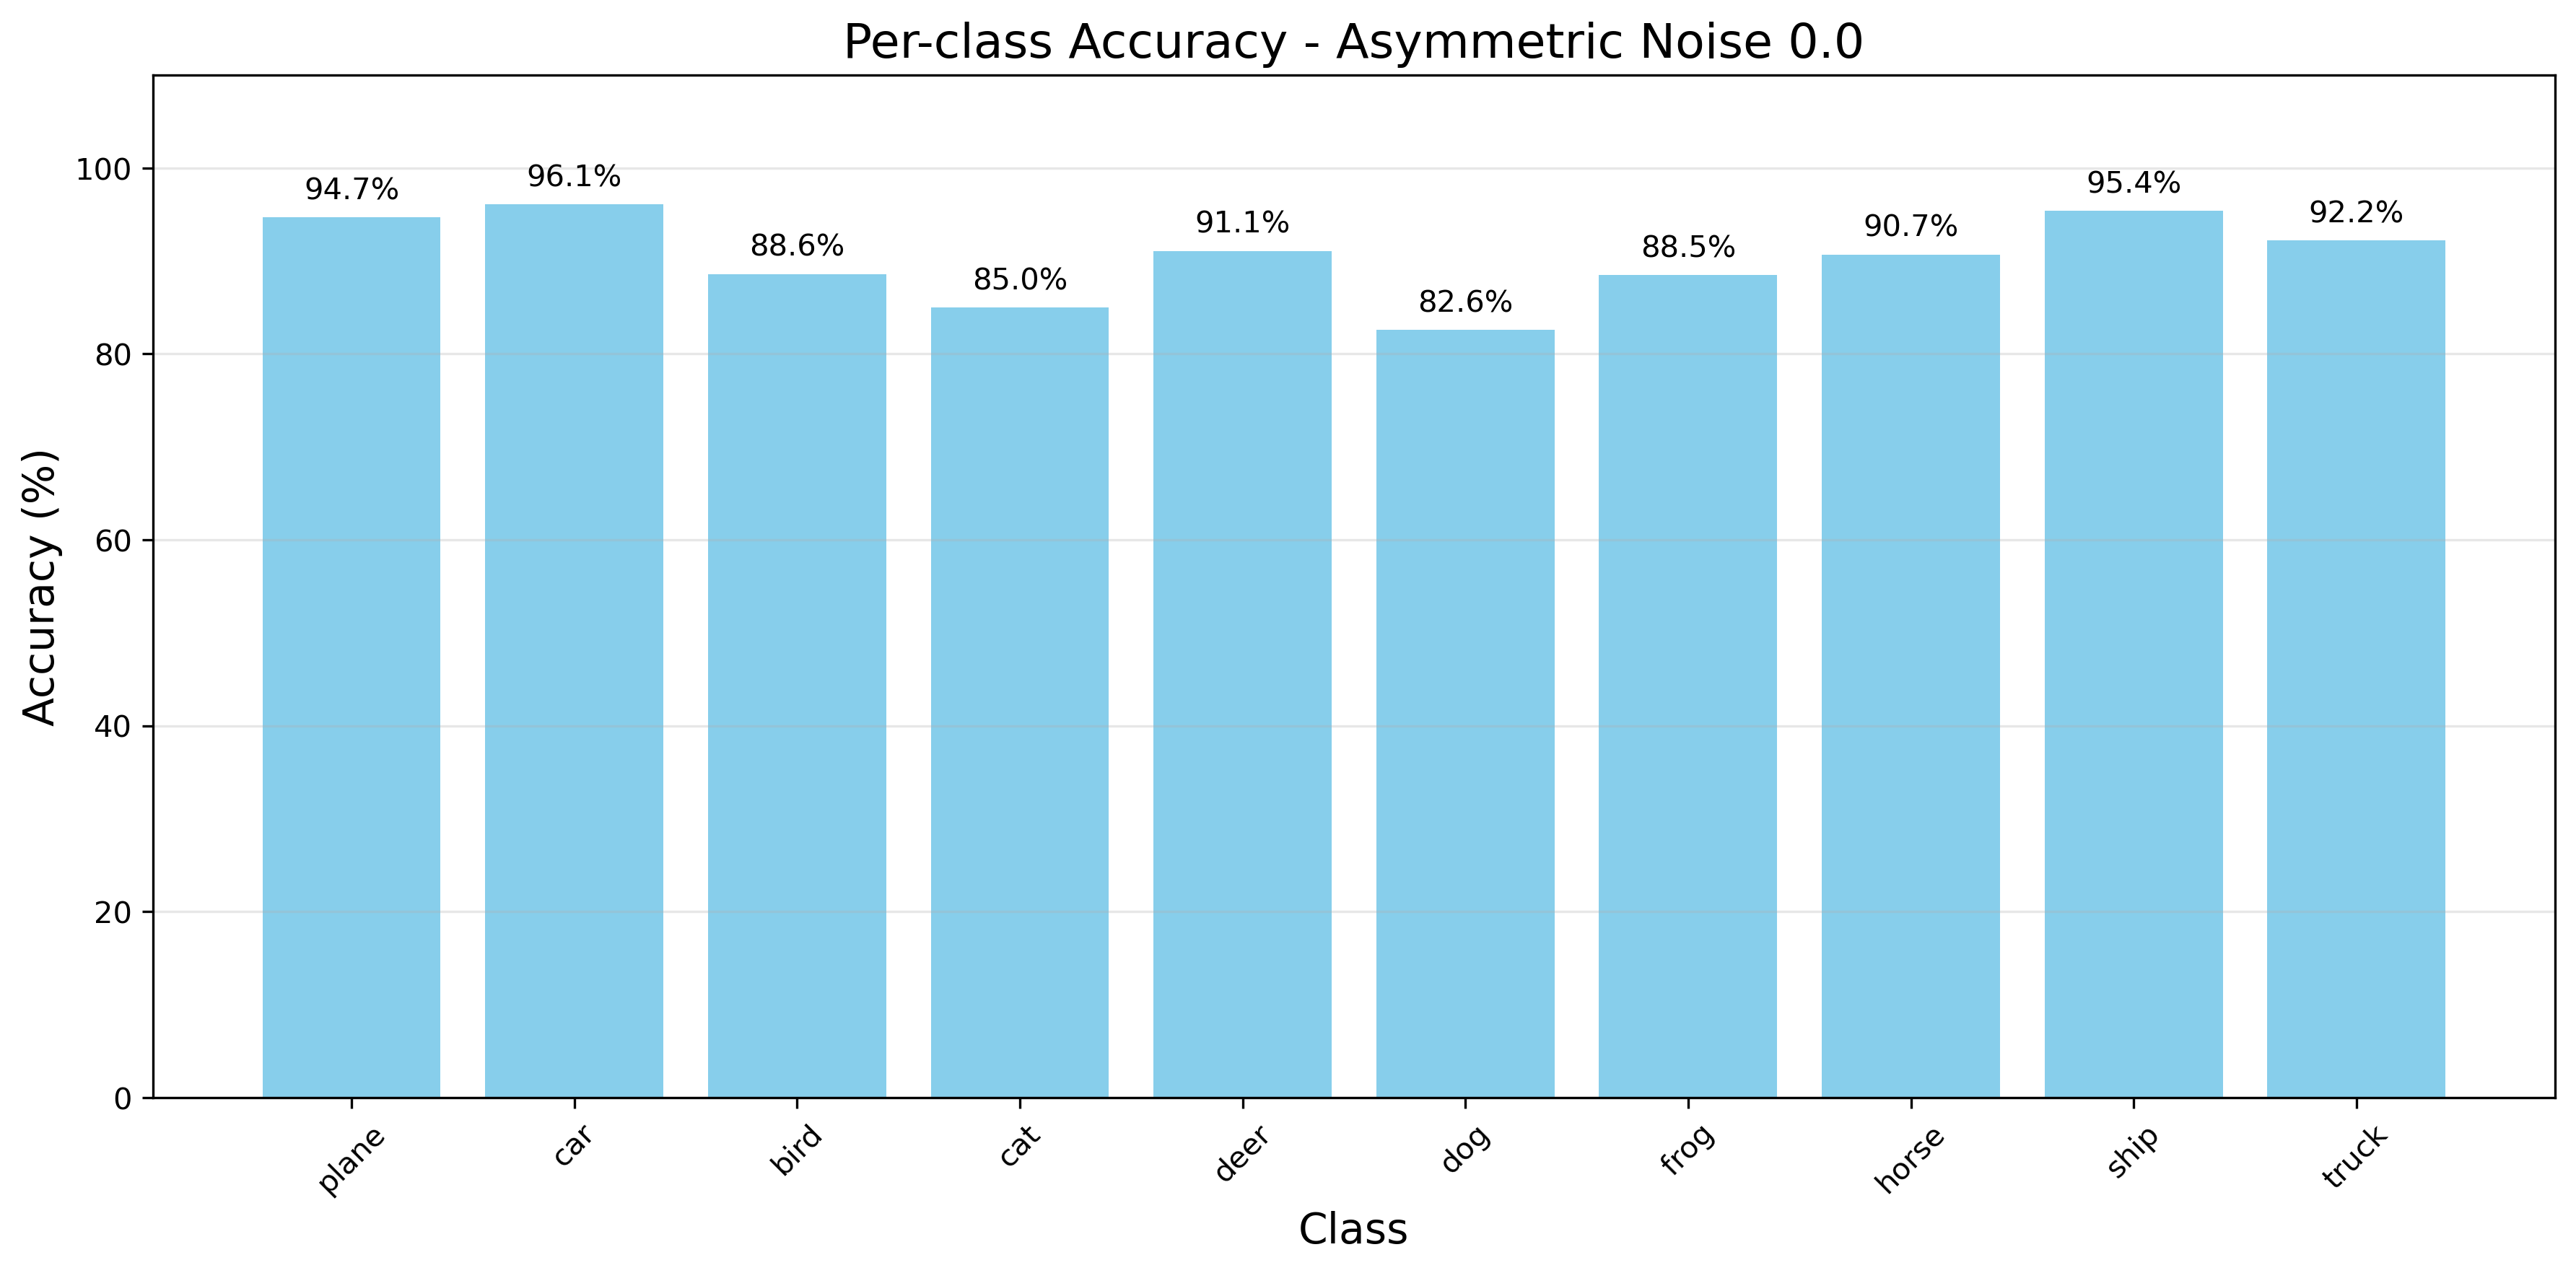 Per-class Accuracy - Asymmetric Noise 0.0
Accuracy (%)
100
80
60
40
20
0
94.7%
96.1%
88.6%
85.0%
91.1%
82.6%
88.5%
90.7%
95.4%
92.2%
plane
car
bird
cat
deer
dog
frog
horse
ship
truck
Class